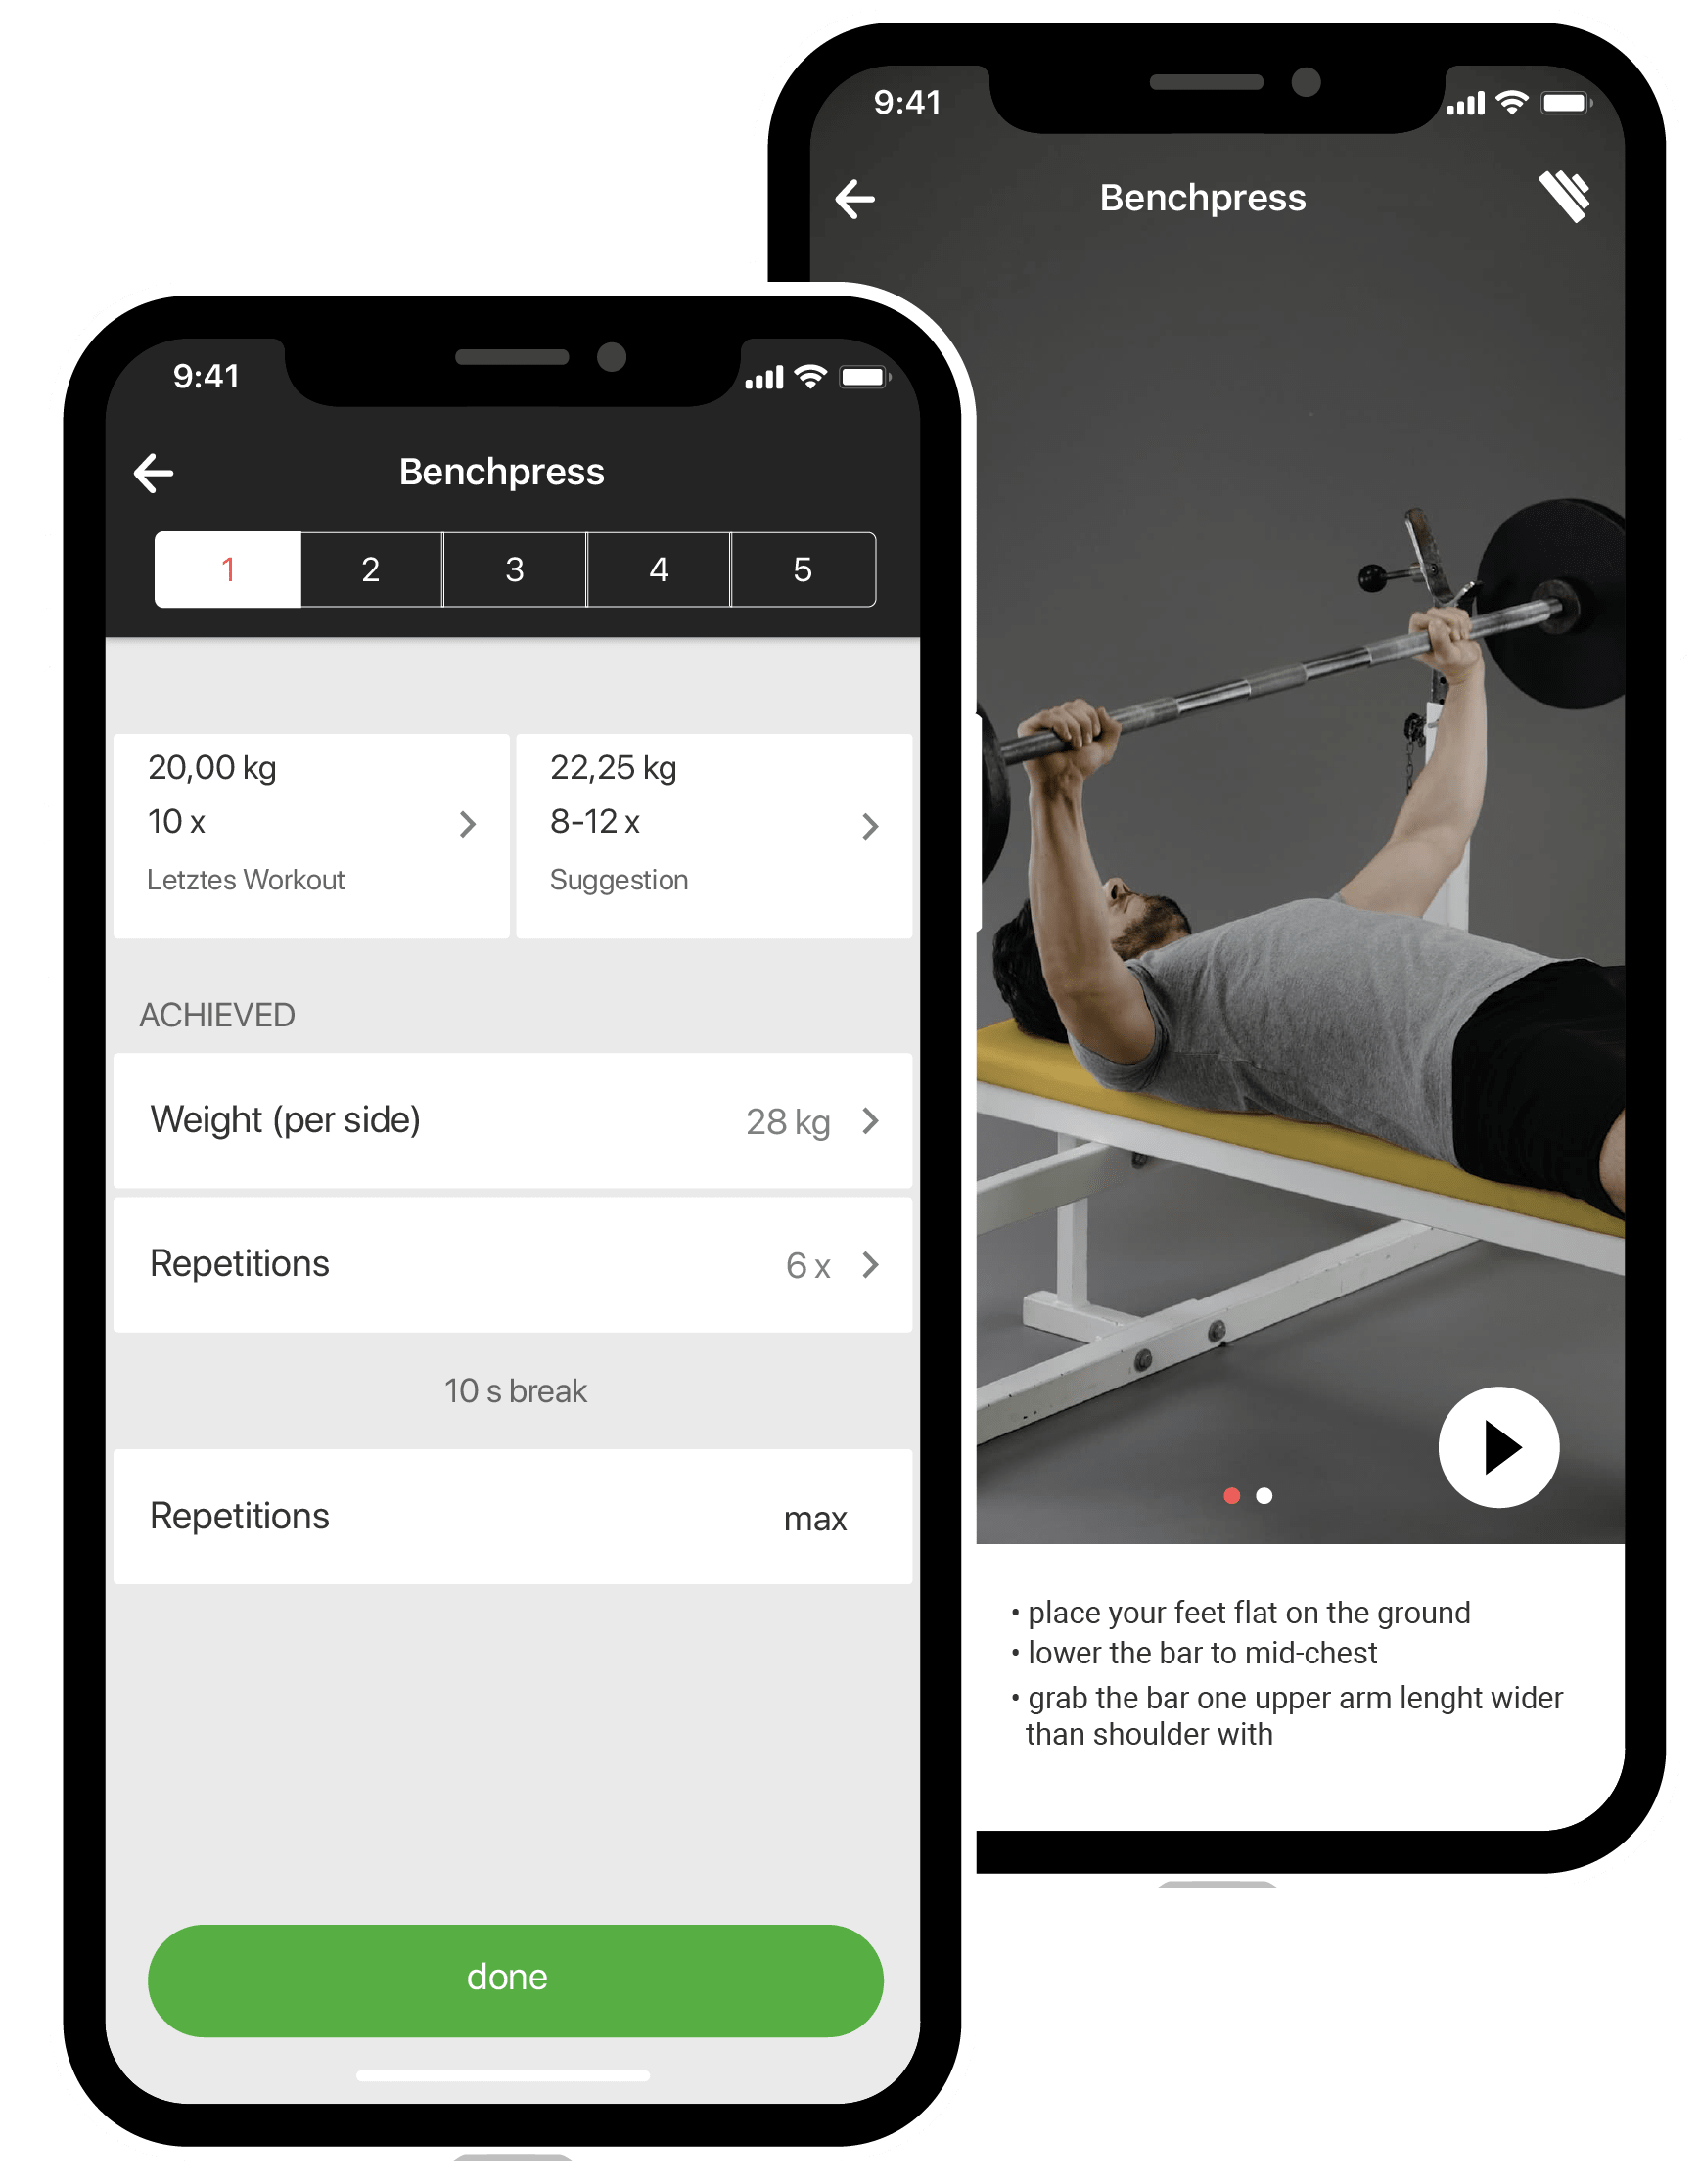 9:41
Benchpress
9:41
Benchpress
1 2 3 4 5
20,00 kg
10 x
Letztes Workout
22,25 kg
8-12 x
Suggestion
ACHIEVED
Weight (per side) 28 kg
Repetitions 6 x
10 s break
Repetitions max
done
• place your feet flat on the ground
• lower the bar to mid-chest
• grab the bar one upper arm lenght wider
than shoulder with